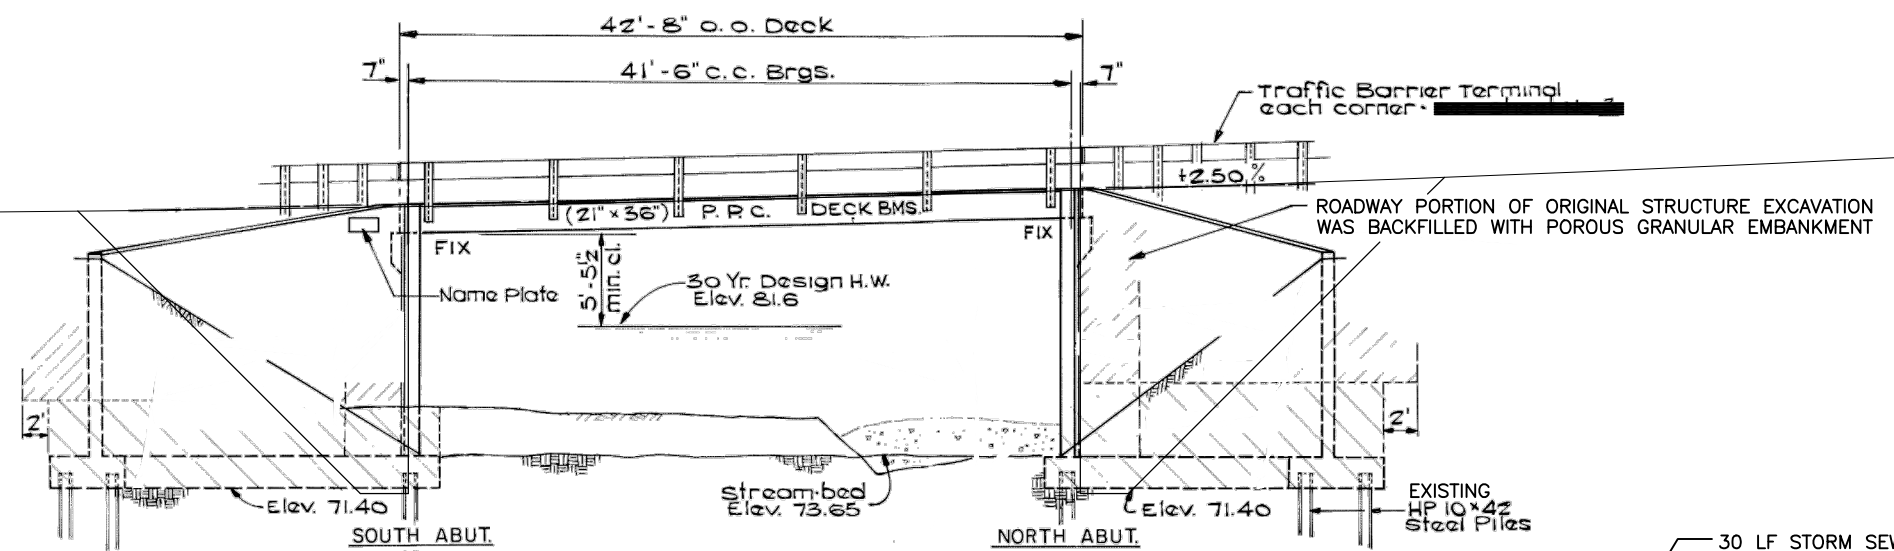 42'-8" o.o. Deck
7"
41'-6" c.c. Brgs.
7"
Traffic Barrier Terminal
each corner.
+2.50 %
(21" x 36") P.P.C. DECK BMS.
ROADWAY PORTION OF ORIGINAL STRUCTURE EXCAVATION
WAS BACKFILLED WITH POROUS GRANULAR EMBANKMENT
FIX
FIX
5'-5½"
min. cl.
30 Yr. Design H.W.
Elev. 81.6
Name Plate
2'
2'
Stream-bed
Elev. 73.65
Elev. 71.40
Elev. 71.40
EXISTING
HP 10x42
Steel Piles
SOUTH ABUT.
NORTH ABUT.
30 LF STORM SEW